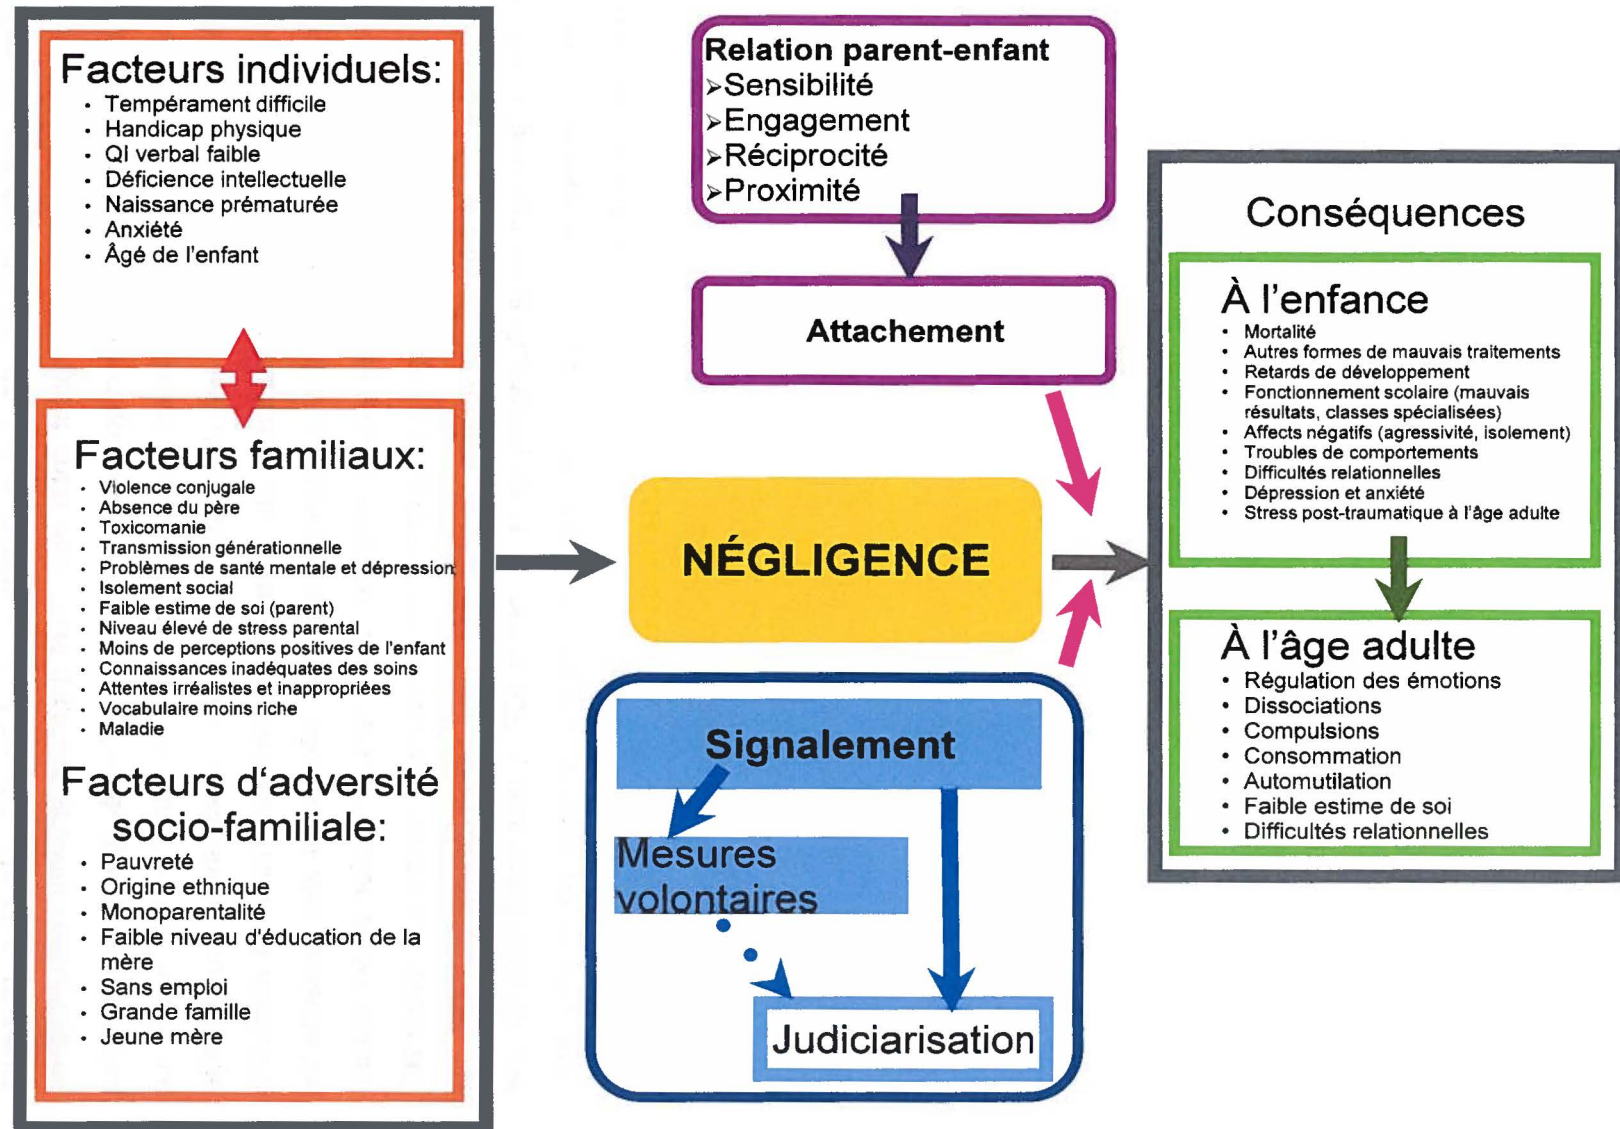 Facteurs individuels:
• Tempérament difficile
• Handicap physique
• QI verbal faible
• Déficience intellectuelle
• Naissance prématurée
• Anxiété
• Âgé de l'enfant
Facteurs familiaux:
• Violence conjugale
• Absence du père
• Toxicomanie
• Transmission générationnelle
• Problèmes de santé mentale et dépression
• Isolement social
• Faible estime de soi (parent)
• Niveau élevé de stress parental
• Moins de perceptions positives de l'enfant
• Connaissances inadéquates des soins
• Attentes irréalistes et inappropriées
• Vocabulaire moins riche
• Maladie
Facteurs d'adversité
socio-familiale:
• Pauvreté
• Origine ethnique
• Monoparentalité
• Faible niveau d'éducation de la
mère
• Sans emploi
• Grande famille
• Jeune mère
Relation parent-enfant
➢Sensibilité
➢Engagement
➢Réciprocité
➢Proximité
Attachement
NÉGLIGENCE
Signalement
Mesures
volontaires
Judiciarisation
Conséquences
À l'enfance
• Mortalité
• Autres formes de mauvais traitements
• Retards de développement
• Fonctionnement scolaire (mauvais
résultats, classes spécialisées)
• Affects négatifs (agressivité, isolement)
• Troubles de comportements
• Difficultés relationnelles
• Dépression et anxiété
• Stress post-traumatique à l'âge adulte
À l'âge adulte
• Régulation des émotions
• Dissociations
• Compulsions
• Consommation
• Automutilation
• Faible estime de soi
• Difficultés relationnelles